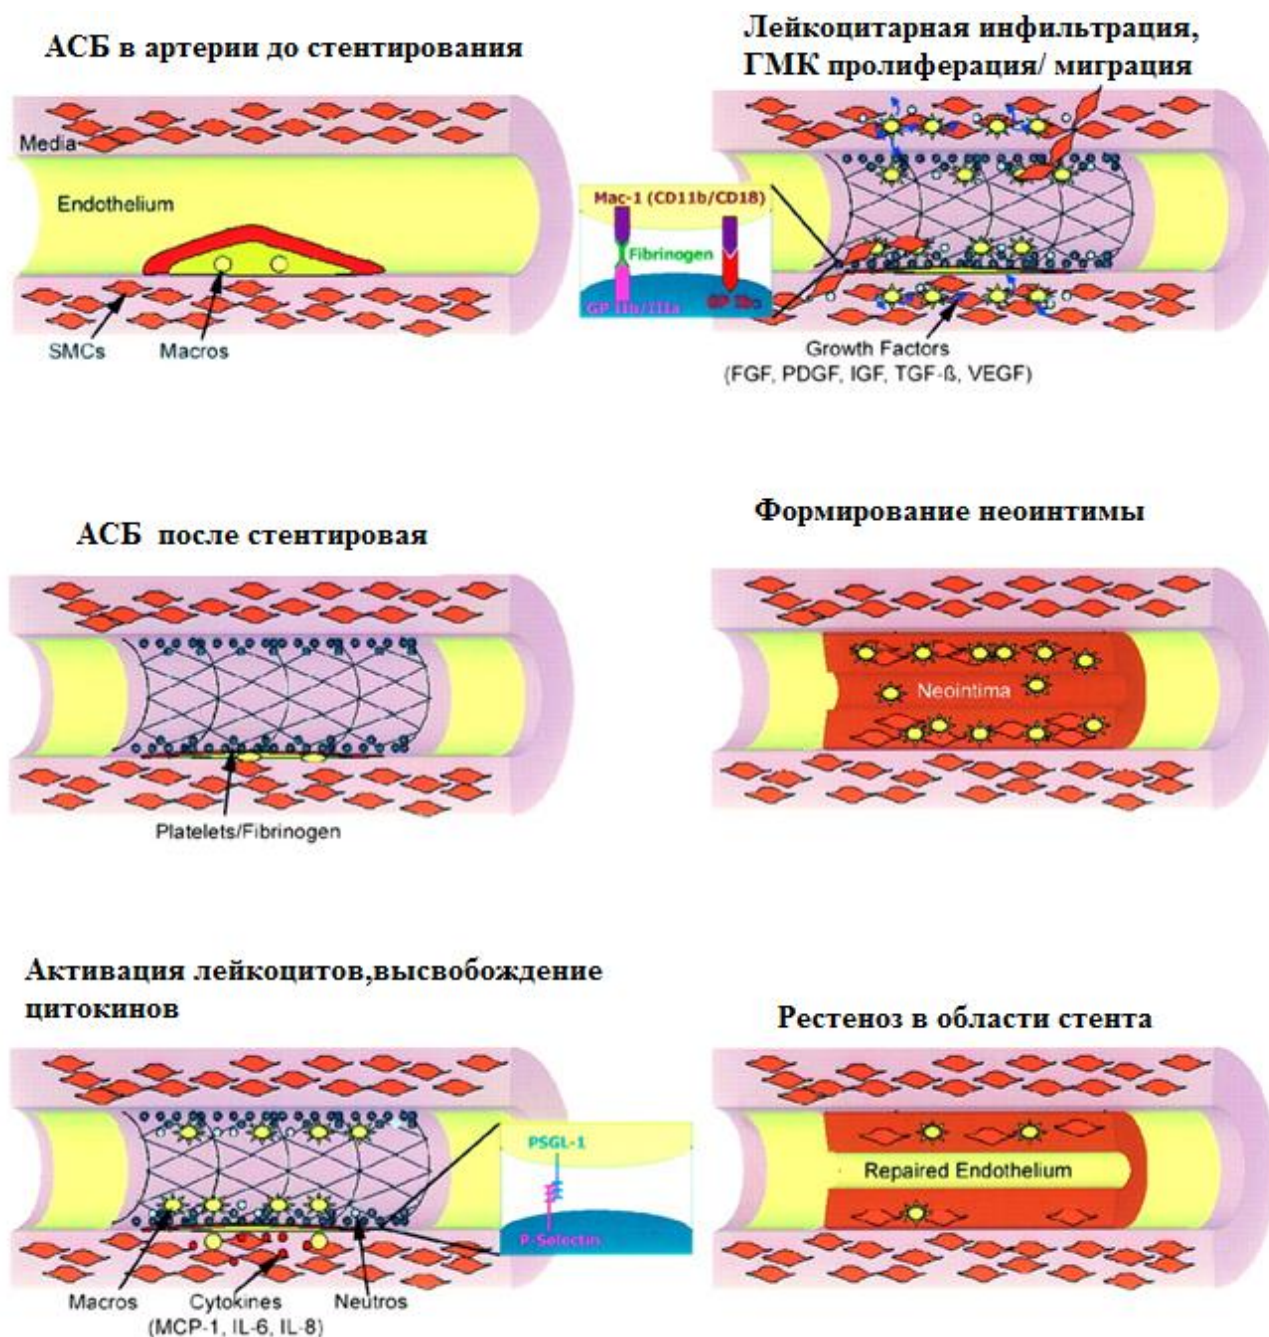 АСБ в артерии до стентирования
Media
Endothelium
SMCs
Macros
Лейкоцитарная инфильтрация,
ГМК пролиферация/ миграция
Mac-1 (CD11b/CD18)
Fibrinogen
GP IIb/IIIa
GP Ibα
Growth Factors
(FGF, PDGF, IGF, TGF-ß, VEGF)
АСБ после стентировая
Platelets/Fibrinogen
Формирование неоинтимы
Neointima
Активация лейкоцитов,высвобождение
цитокинов
PSGL-1
P-Selectin
Macros
Cytokines
(MCP-1, IL-6, IL-8)
Neutros
Рестеноз в области стента
Repaired Endothelium